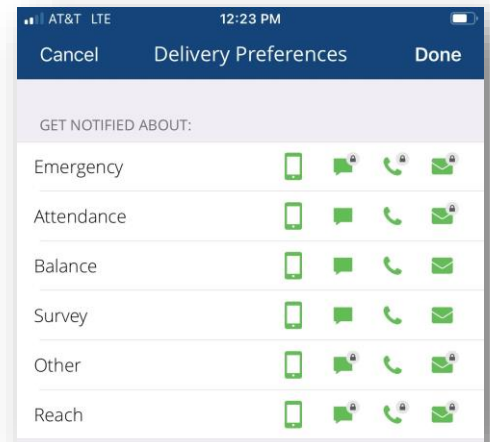 AT&T LTE 12:23 PM
Cancel Delivery Preferences Done
GET NOTIFIED ABOUT:
Emergency
Attendance
Balance
Survey
Other
Reach